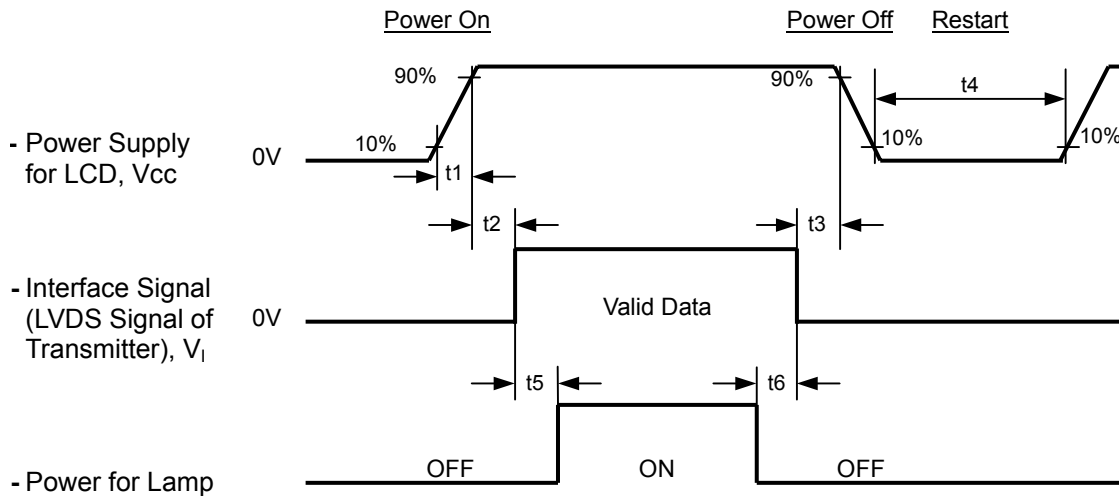 Power On
Power Off
Restart
90%
90%
t4
10%
10%
10%
- Power Supply
for LCD, Vcc
0V
t1
t2
t3
- Interface Signal
(LVDS Signal of
Transmitter), VI
0V
Valid Data
t5
t6
- Power for Lamp
OFF
ON
OFF